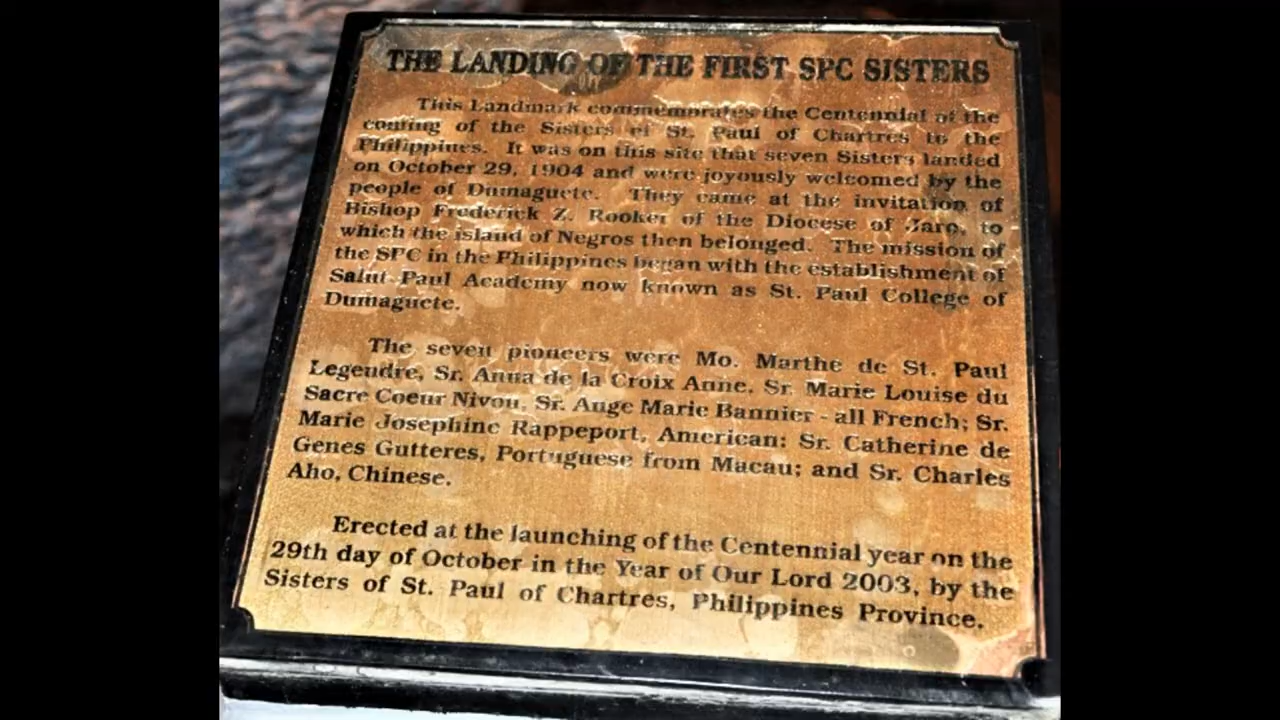 THE LANDING OF THE FIRST SPC SISTERS
This Landmark commemorates the Centennial of the
coming of the Sisters of St. Paul of Chartres to the
Philippines. It was on this site that seven Sisters landed
on October 29, 1904 and were joyously welcomed by the
people of Dumaguete. They came at the invitation of
Bishop Frederick Z. Rooker of the Diocese of Jaro, to
which the island of Negros then belonged. The mission of
the SPC in the Philippines began with the establishment of
Saint Paul Academy now known as St. Paul College of
Dumaguete.
The seven pioneers were Mo. Marthe de St. Paul
Legendre, Sr. Anna de la Croix Anne, Sr. Marie Louise du
Sacre Coeur Nivou, Sr. Ange Marie Bannier - all French; Sr.
Marie Josephine Rappeport, American; Sr. Catherine de
Genes Gutteres, Portuguese from Macau; and Sr. Charles
Aho, Chinese.
Erected at the launching of the Centennial year on the
29th day of October in the Year of Our Lord 2003, by the
Sisters of St. Paul of Chartres, Philippines Province.